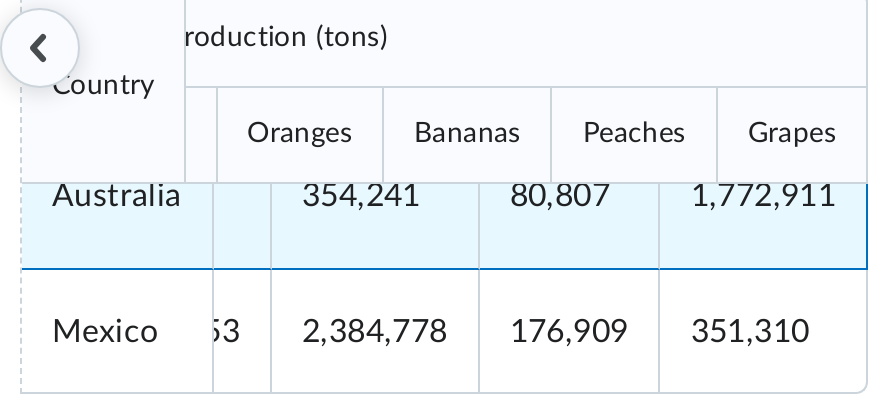 roduction (tons)
Country
Oranges Bananas Peaches Grapes
Australia 354,241 80,807 1,772,911
Mexico 53 2,384,778 176,909 351,310